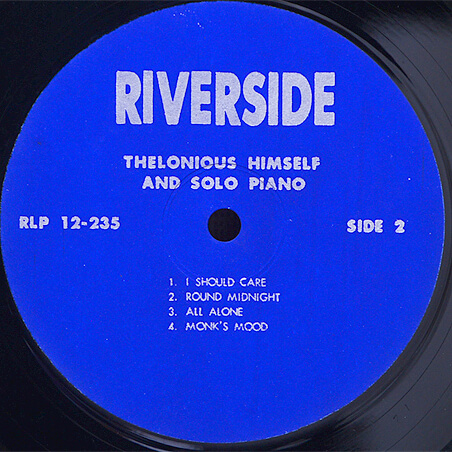 RIVERSIDE
THELONIOUS HIMSELF
AND SOLO PIANO
RLP 12-235
SIDE 2
1. I SHOULD CARE
2. ROUND MIDNIGHT
3. ALL ALONE
4. MONK'S MOOD